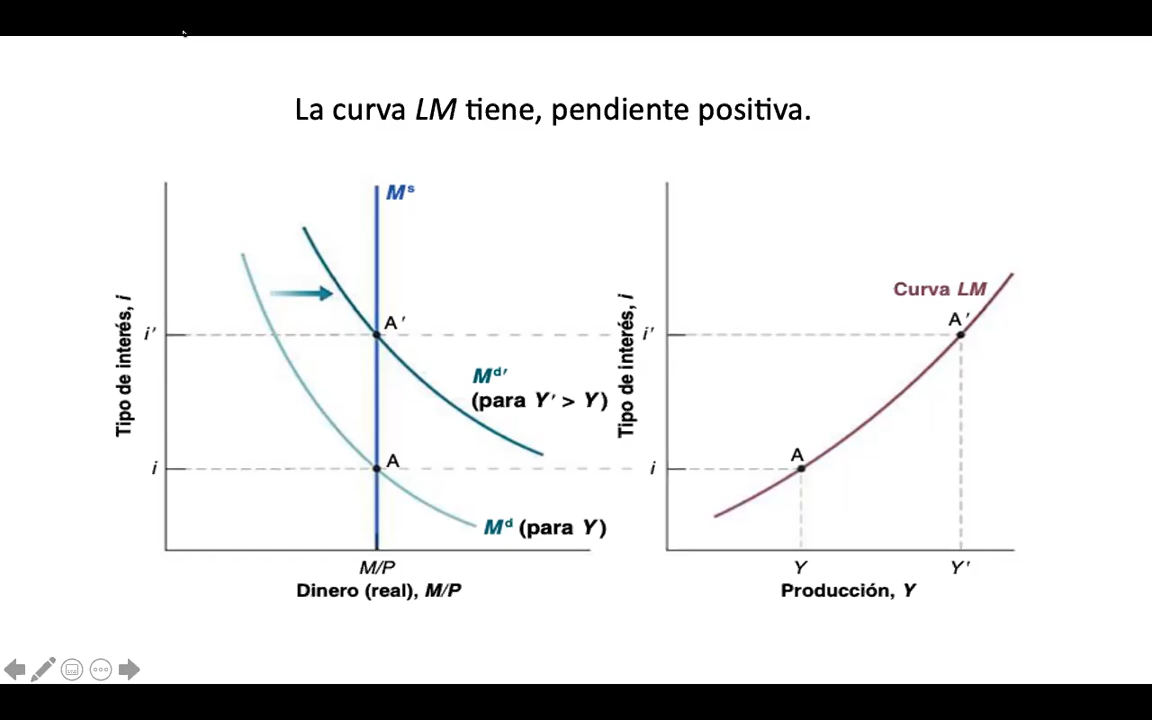 La curva LM tiene, pendiente positiva.
Mˢ
Tipo de interés, i
i′
A′
Mᵈ′
(para Y′ > Y)
i
A
Mᵈ (para Y)
M/P
Dinero (real), M/P
Tipo de interés, i
Curva LM
i′
A′
i
A
Y
Y′
Producción, Y